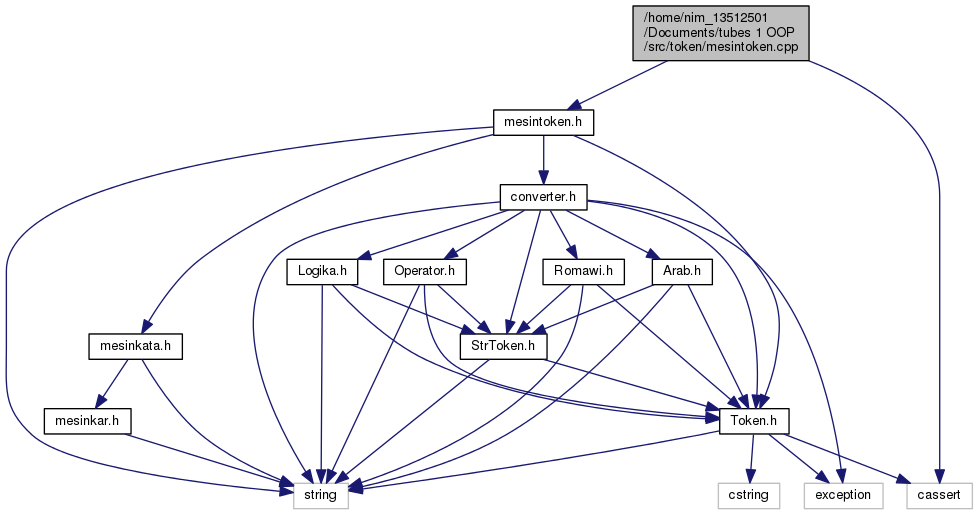 /home/nim_13512501
/Documents/tubes 1 OOP
/src/token/mesintoken.cpp
mesintoken.h
converter.h
Logika.h
Operator.h
Romawi.h
Arab.h
mesinkata.h
StrToken.h
mesinkar.h
Token.h
string
cstring
exception
cassert